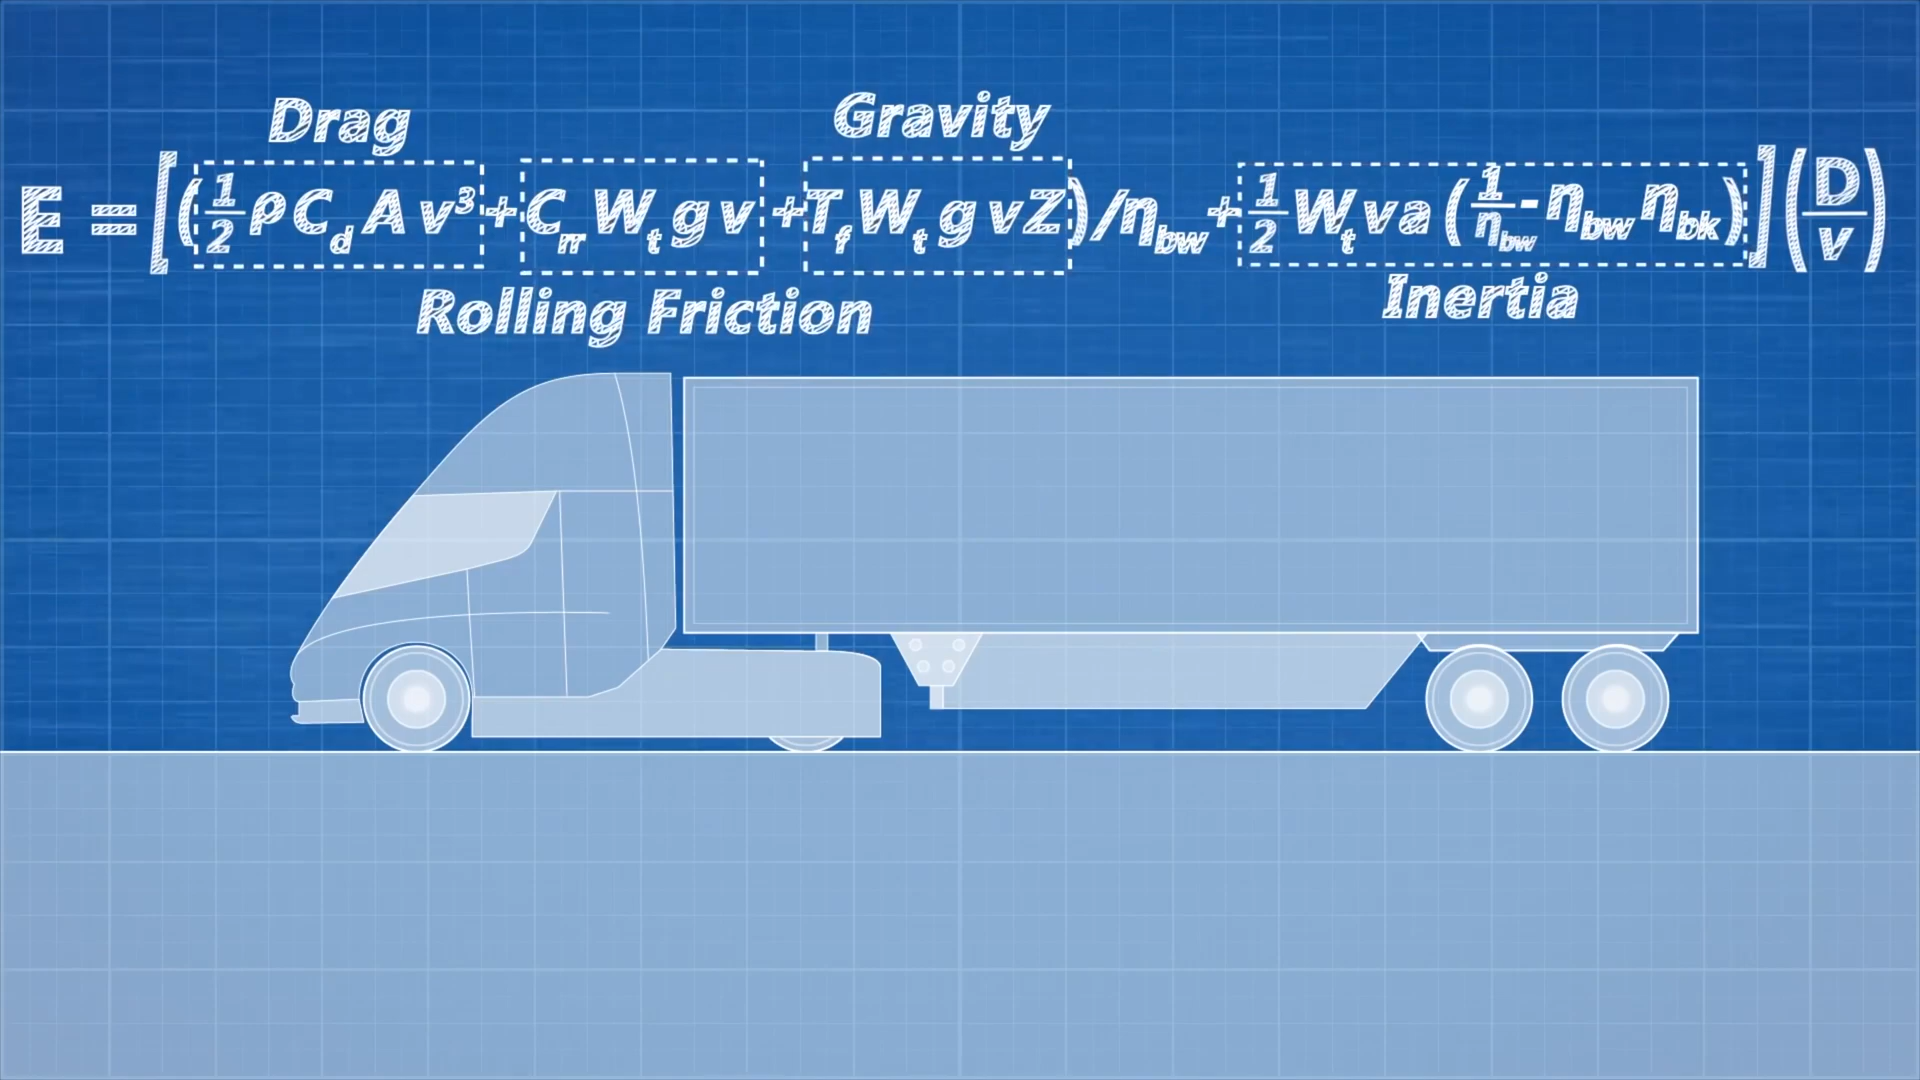 Drag Gravity
E = [(½ρC_d A v³ + C_rr W_t g v + T_f W_t g v Z)/η_bw + ½ W_t v a (1/η_bw - η_bw η_bk)](D/v)
Rolling Friction Inertia